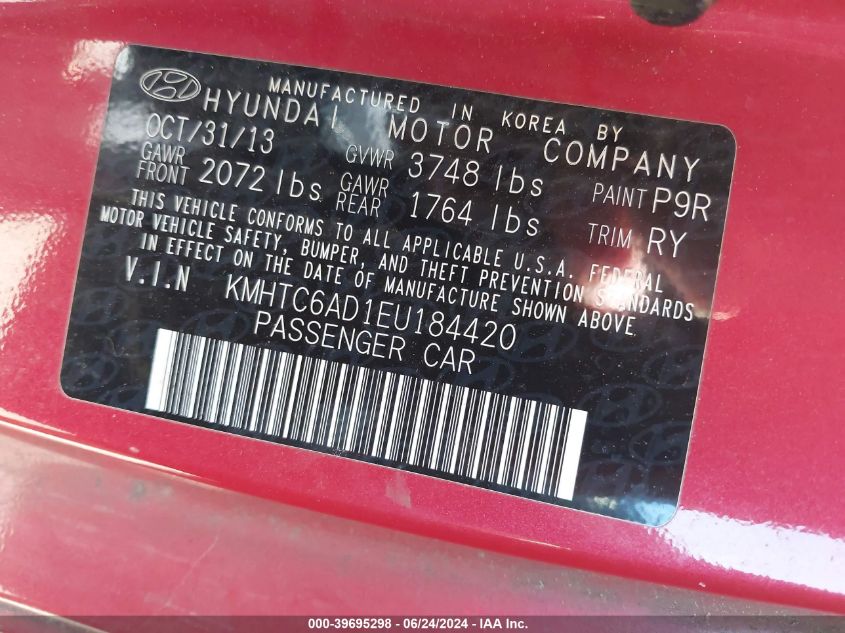 MANUFACTURED IN KOREA BY
HYUNDAI MOTOR COMPANY
OCT/31/13 GVWR 3748 lbs PAINT P9R
GAWR FRONT 2072 lbs GAWR REAR 1764 lbs TRIM RY
THIS VEHICLE CONFORMS TO ALL APPLICABLE U.S.A. FEDERAL
MOTOR VEHICLE SAFETY, BUMPER, AND THEFT PREVENTION STANDARDS
IN EFFECT ON THE DATE OF MANUFACTURE SHOWN ABOVE
V.I.N KMHTC6AD1EU184420
PASSENGER CAR
000-39695298 - 06/24/2024 - IAA Inc.